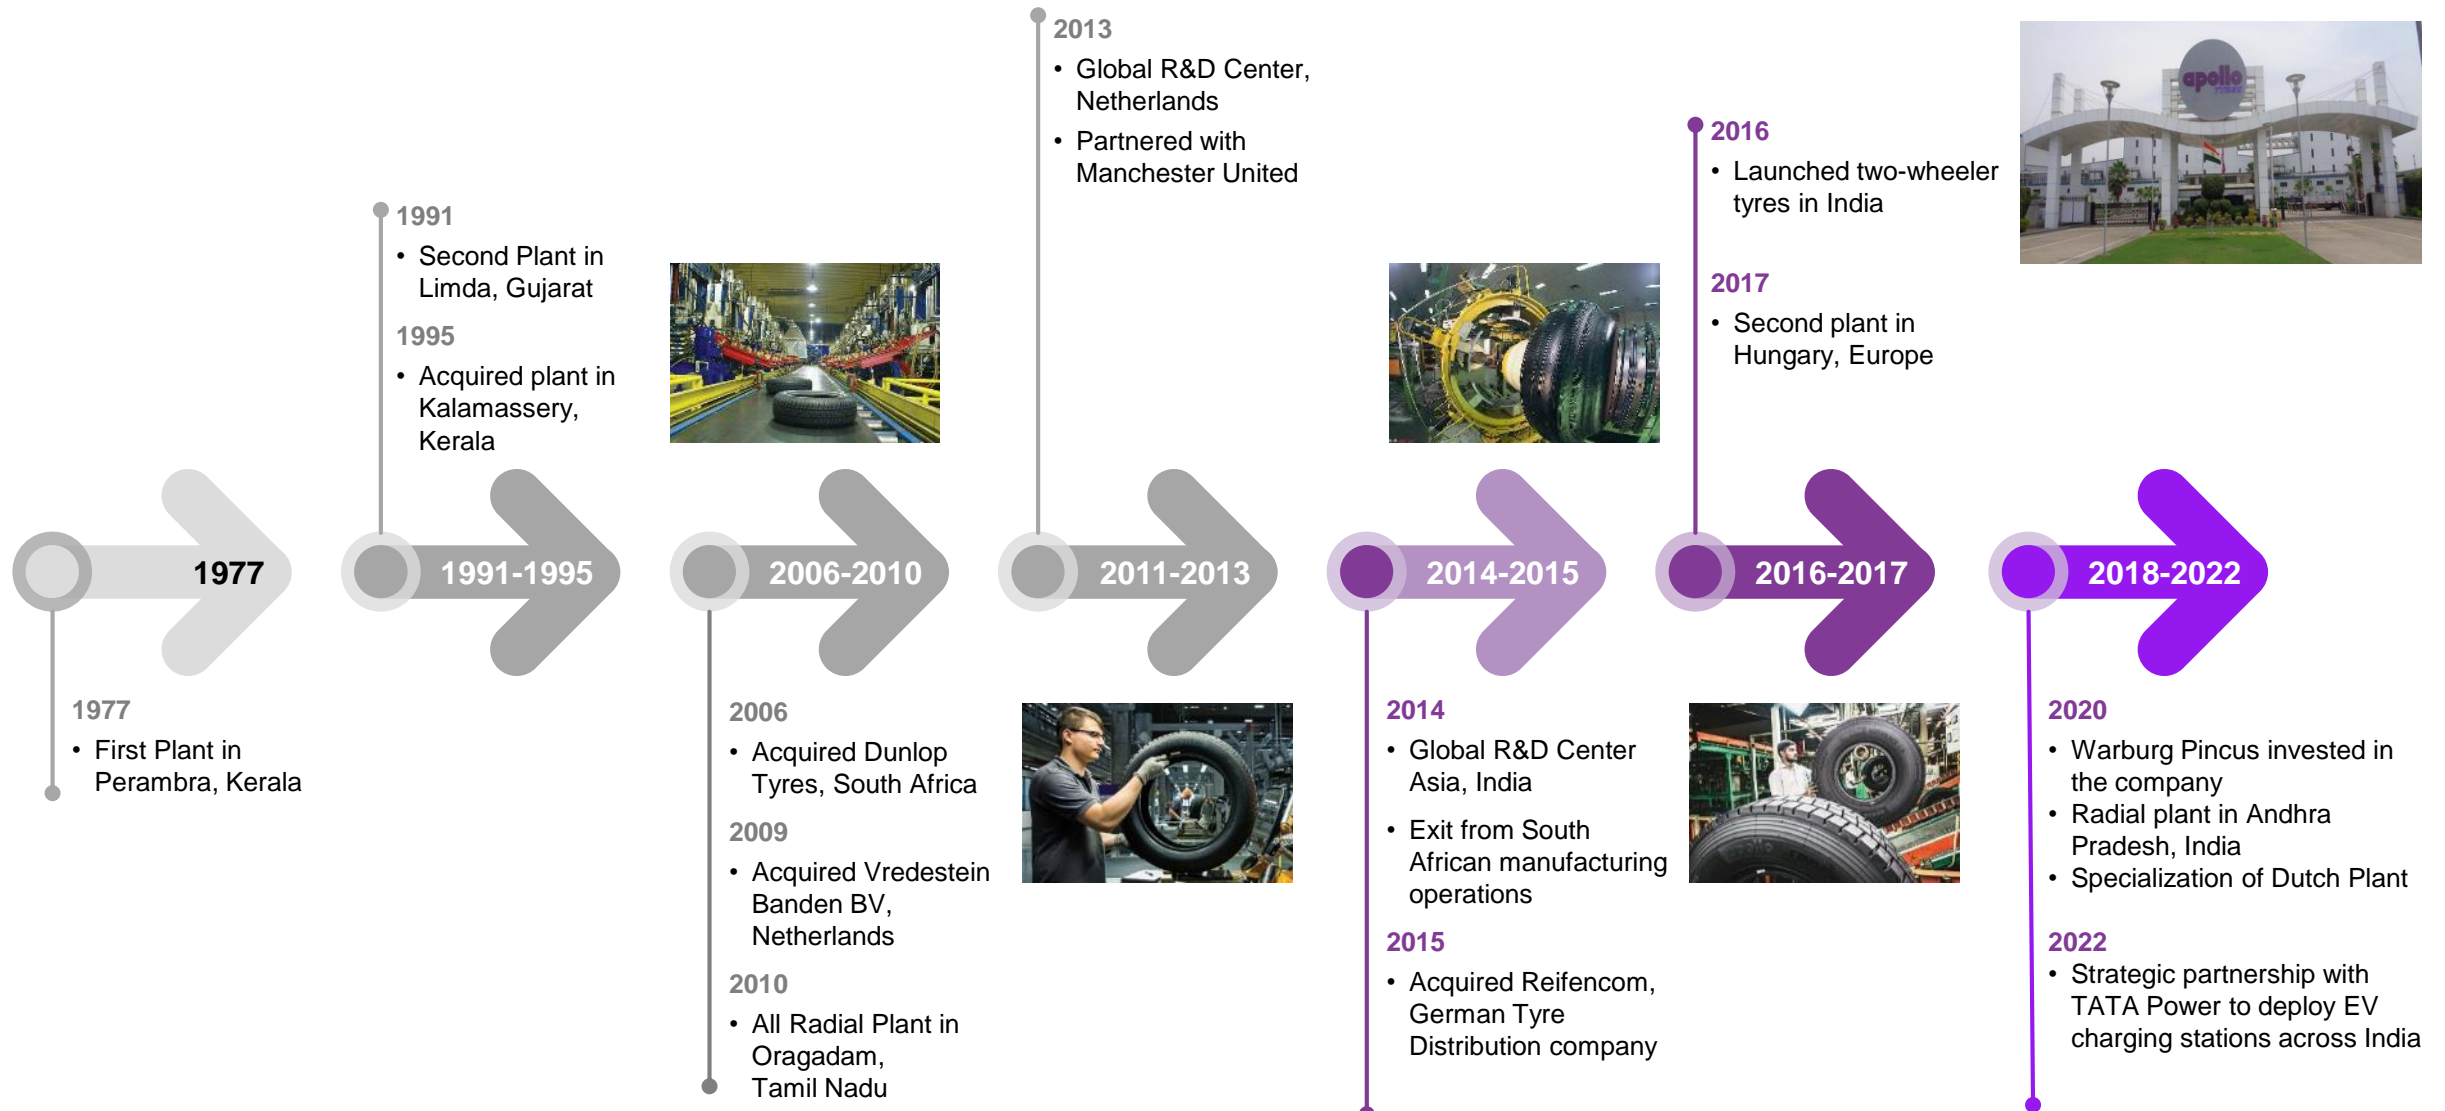 1977
1977
• First Plant in
Perambra, Kerala
1991-1995
1991
• Second Plant in
Limda, Gujarat
1995
• Acquired plant in
Kalamassery,
Kerala
2006-2010
2006
• Acquired Dunlop
Tyres, South Africa
2009
• Acquired Vredestein
Banden BV,
Netherlands
2010
• All Radial Plant in
Oragadam,
Tamil Nadu
2011-2013
2013
• Global R&D Center,
Netherlands
• Partnered with
Manchester United
2014-2015
2014
• Global R&D Center
Asia, India
• Exit from South
African manufacturing
operations
2015
• Acquired Reifencom,
German Tyre
Distribution company
2016-2017
2016
• Launched two-wheeler
tyres in India
2017
• Second plant in
Hungary, Europe
apollo
TYRES
apollo
2018-2022
2020
• Warburg Pincus invested in
the company
• Radial plant in Andhra
Pradesh, India
• Specialization of Dutch Plant
2022
• Strategic partnership with
TATA Power to deploy EV
charging stations across India